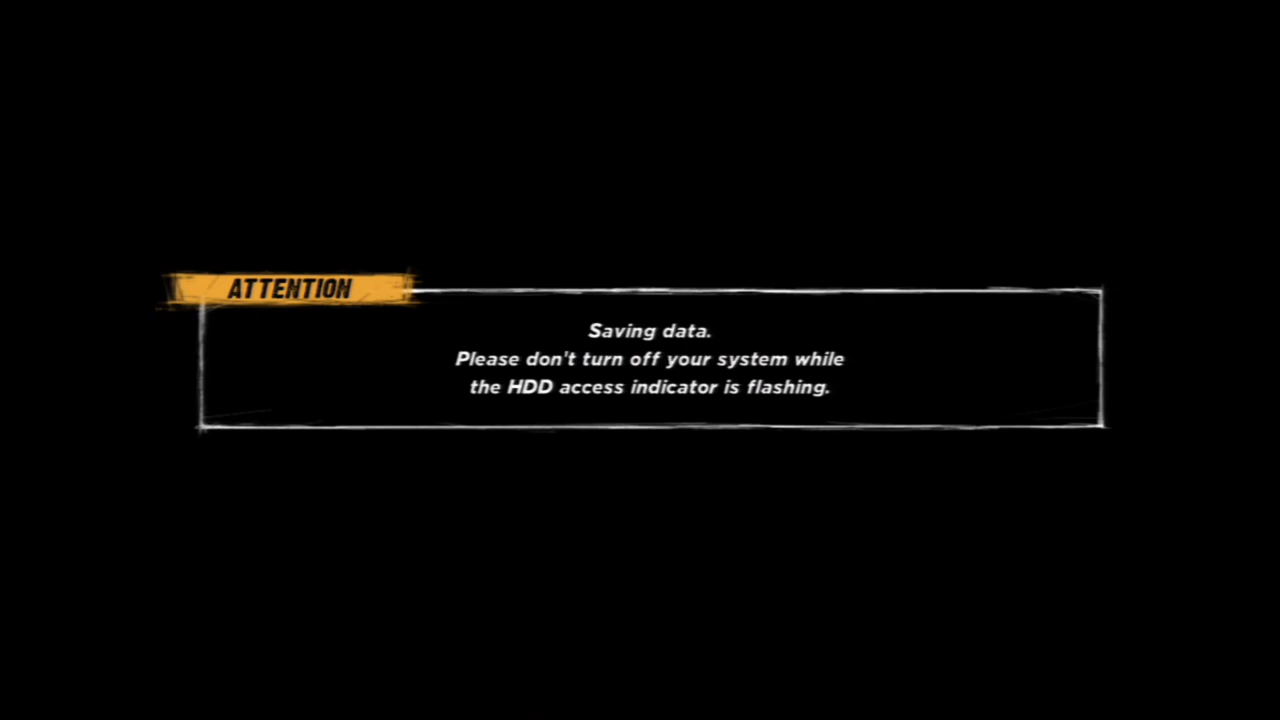 ATTENTION
Saving data.
Please don't turn off your system while
the HDD access indicator is flashing.